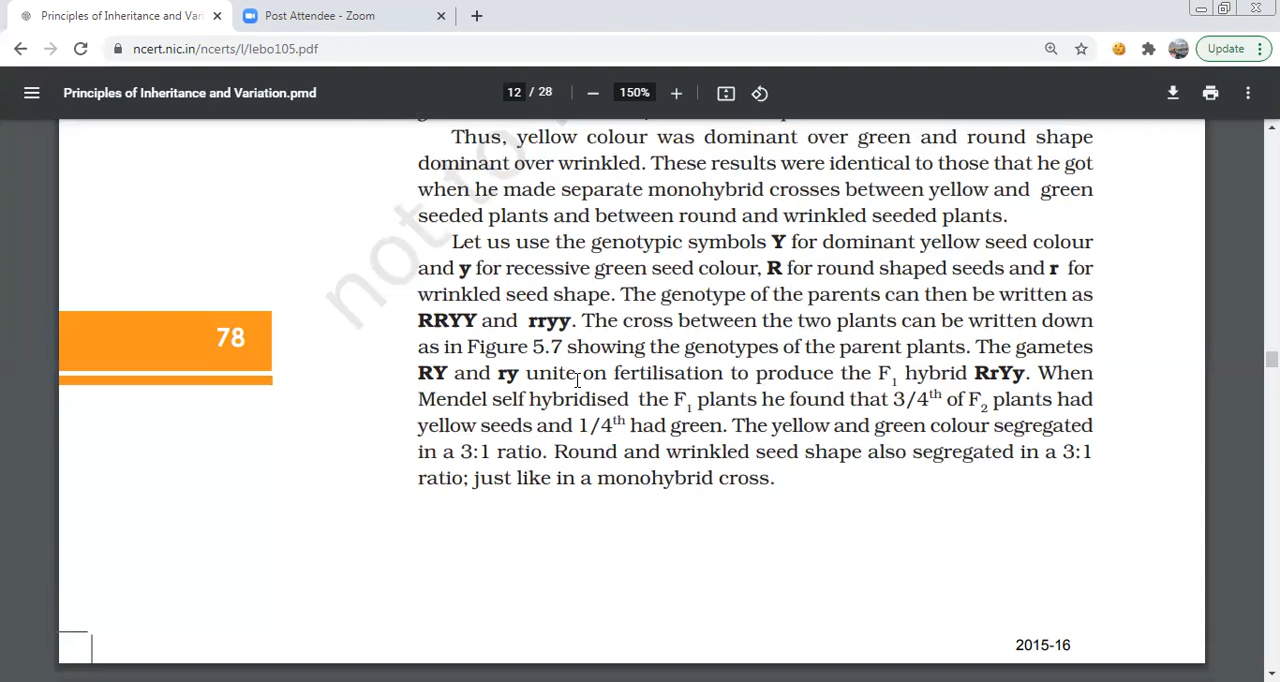 Principles of Inheritance and Vari
Post Attendee - Zoom
ncert.nic.in/ncerts/l/lebo105.pdf
Update
Principles of Inheritance and Variation.pmd
12 / 28
150%
Thus, yellow colour was dominant over green and round shape
dominant over wrinkled. These results were identical to those that he got
when he made separate monohybrid crosses between yellow and green
seeded plants and between round and wrinkled seeded plants.
Let us use the genotypic symbols Y for dominant yellow seed colour
and y for recessive green seed colour, R for round shaped seeds and r for
wrinkled seed shape. The genotype of the parents can then be written as
RRYY and rryy. The cross between the two plants can be written down
as in Figure 5.7 showing the genotypes of the parent plants. The gametes
RY and ry unite on fertilisation to produce the F1 hybrid RrYy. When
Mendel self hybridised the F1 plants he found that 3/4th of F2 plants had
yellow seeds and 1/4th had green. The yellow and green colour segregated
in a 3:1 ratio. Round and wrinkled seed shape also segregated in a 3:1
ratio; just like in a monohybrid cross.
78
not to
2015-16